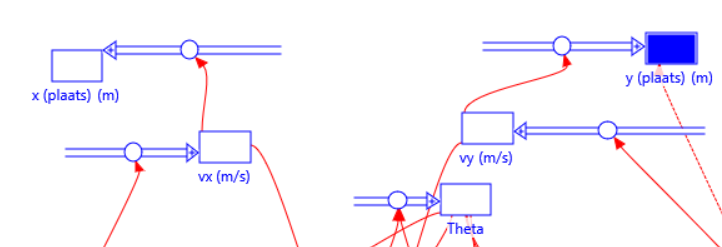 x (plaats) (m)
y (plaats) (m)
vx (m/s)
vy (m/s)
Theta